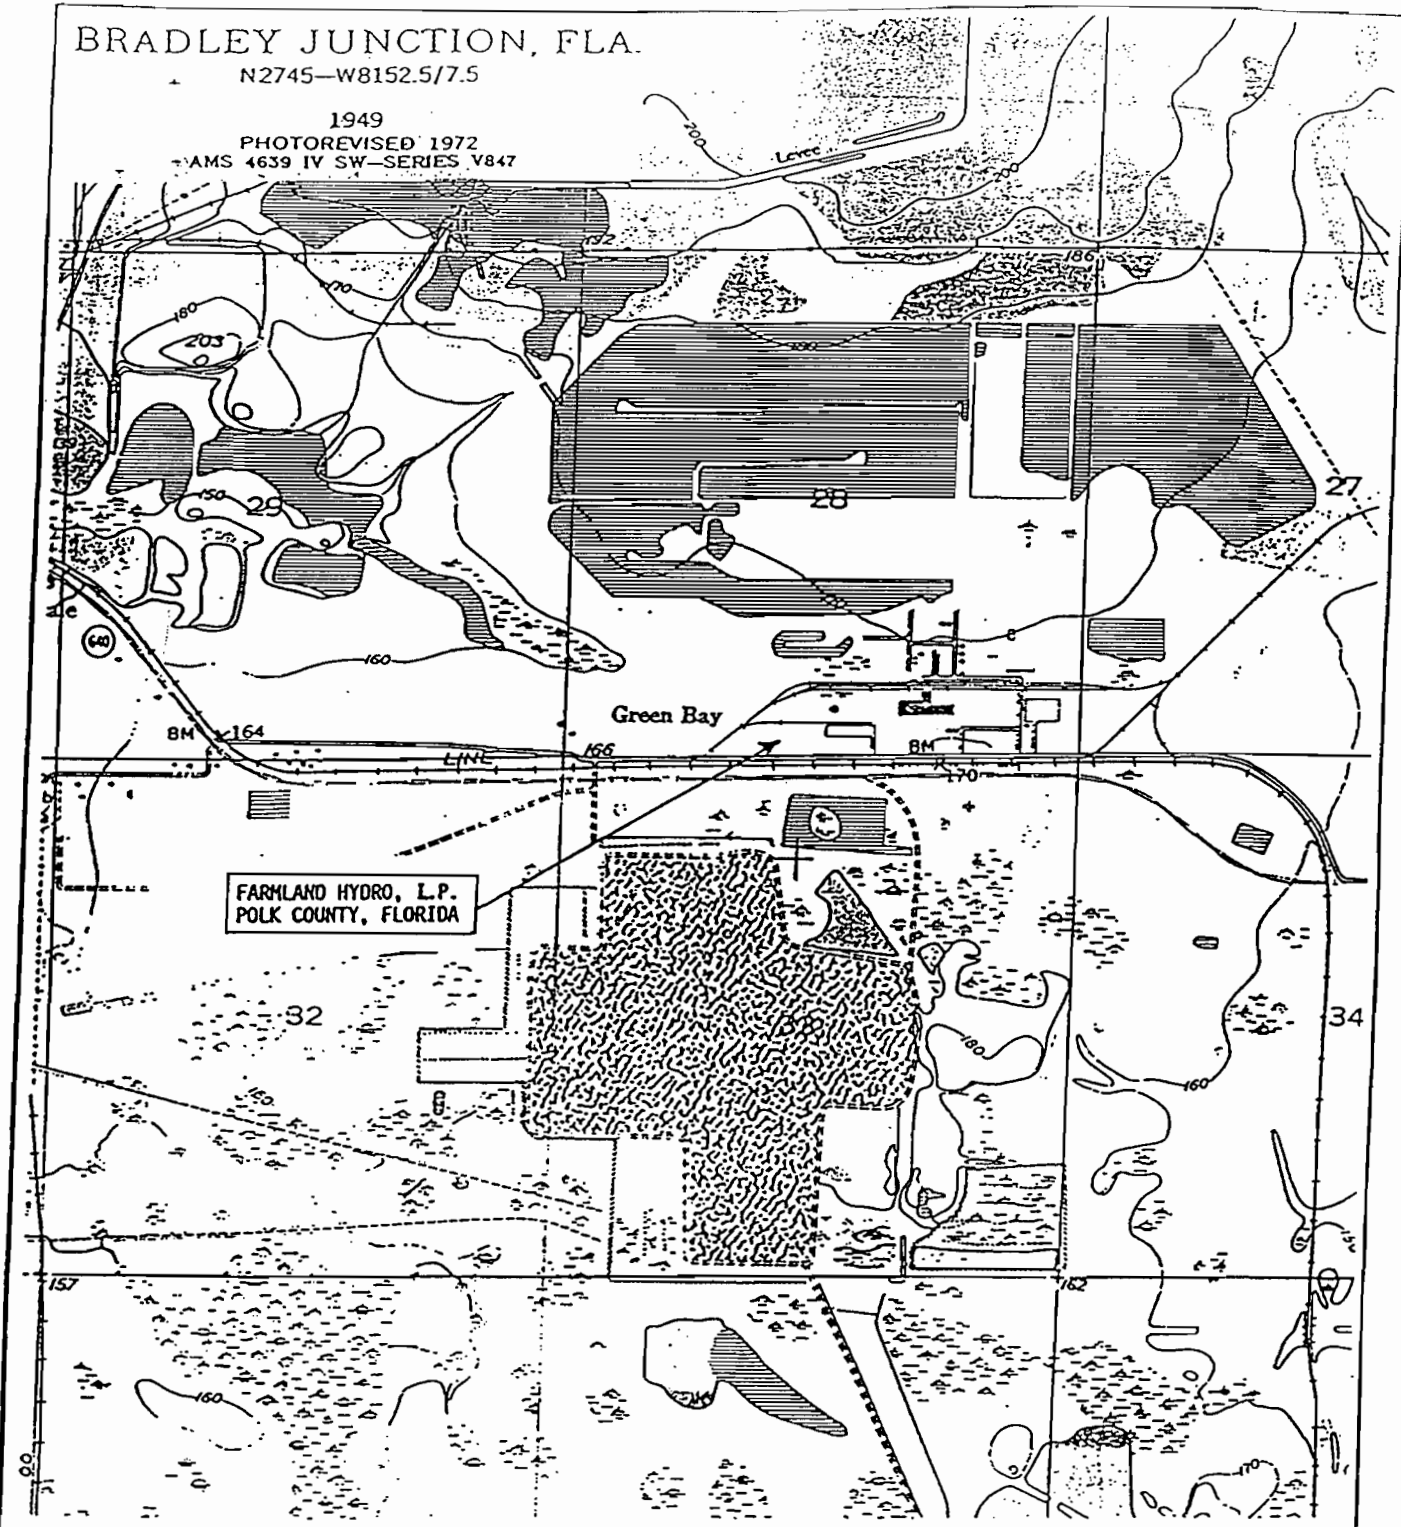 BRADLEY JUNCTION, FLA.
N2745—W8152.5/7.5
1949
PHOTOREVISED 1972
AMS 4639 IV SW—SERIES V847
200
Levee
200
192
186
170
180
203
150
29
28
27
160
Green Bay
BM
164
LINE
166
BM
170
FARMLAND HYDRO, L.P.
POLK COUNTY, FLORIDA
32
33
34
180
160
160
157
162
160
170